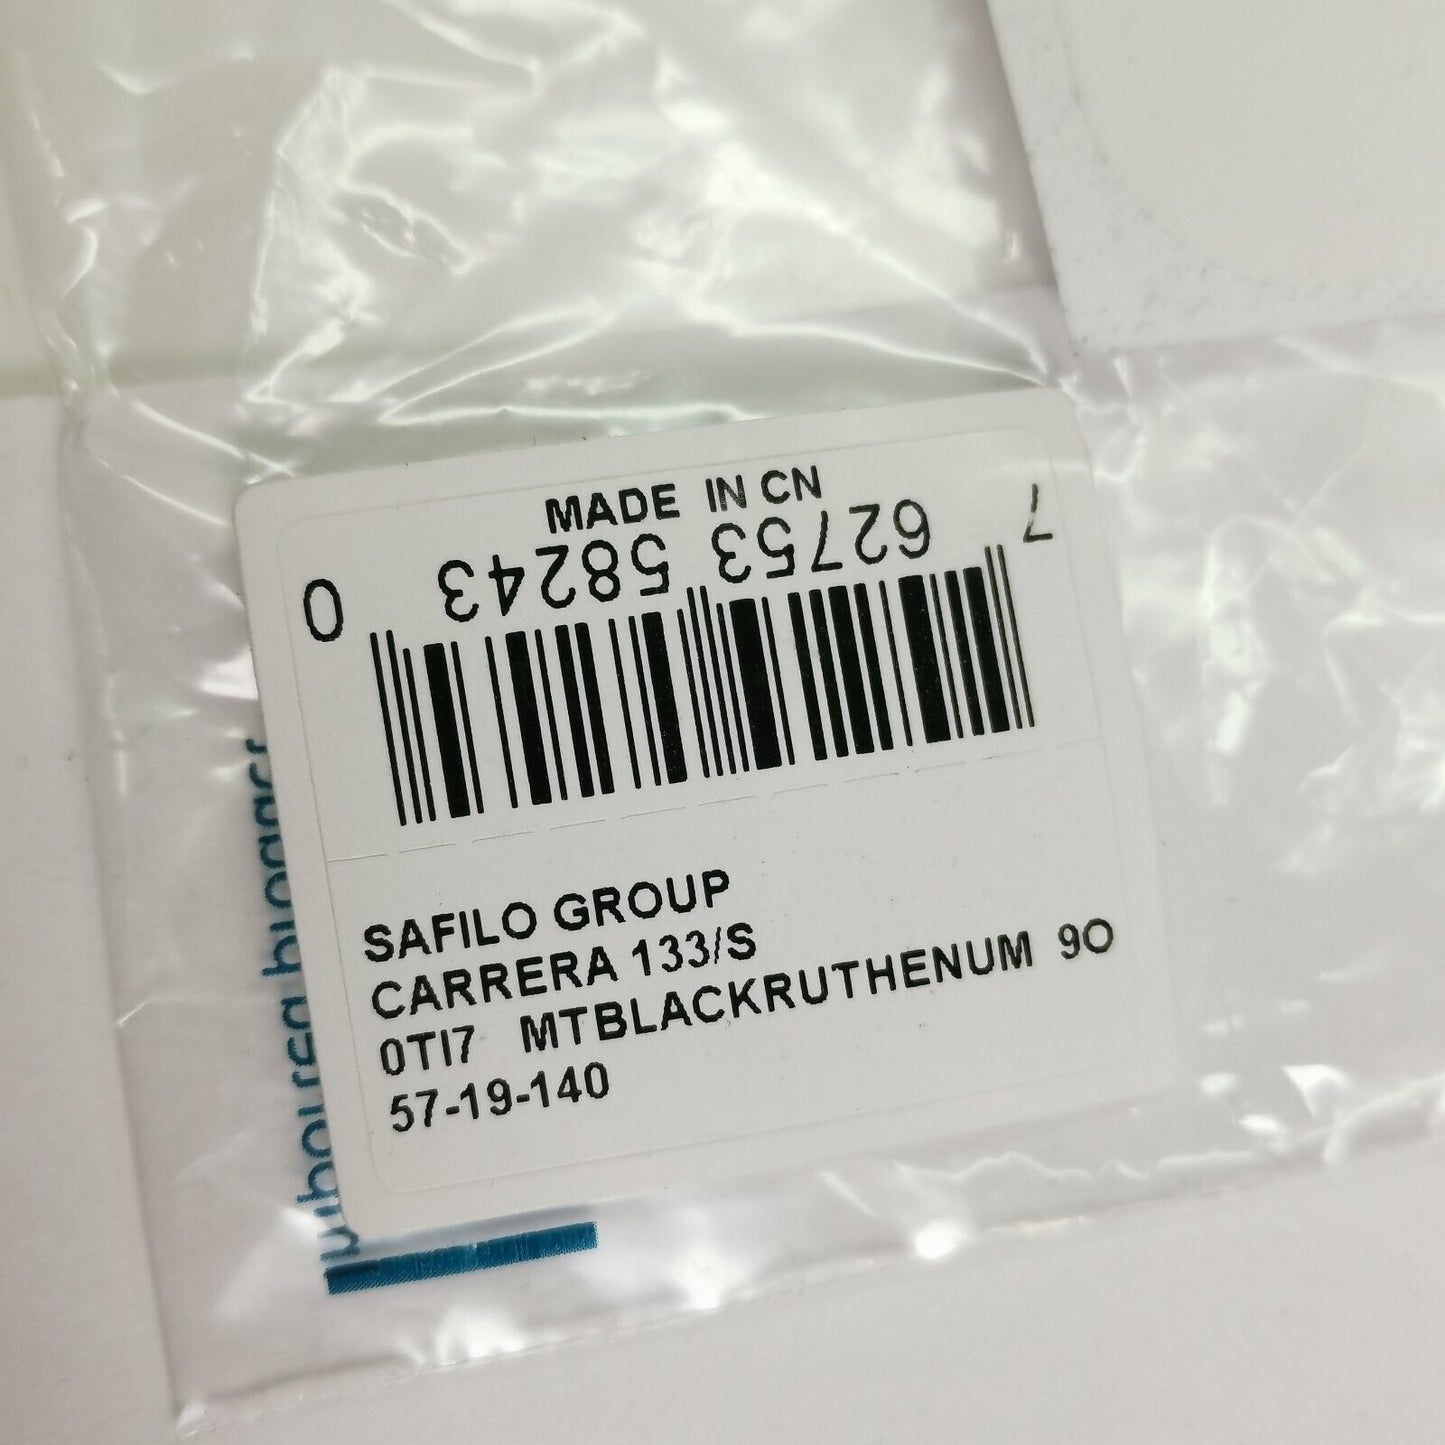 MADE IN CN
7 62753 58243 0
SAFILO GROUP
CARRERA 133/S
0TI7 MTBLACKRUTHENUM 9O
57-19-140